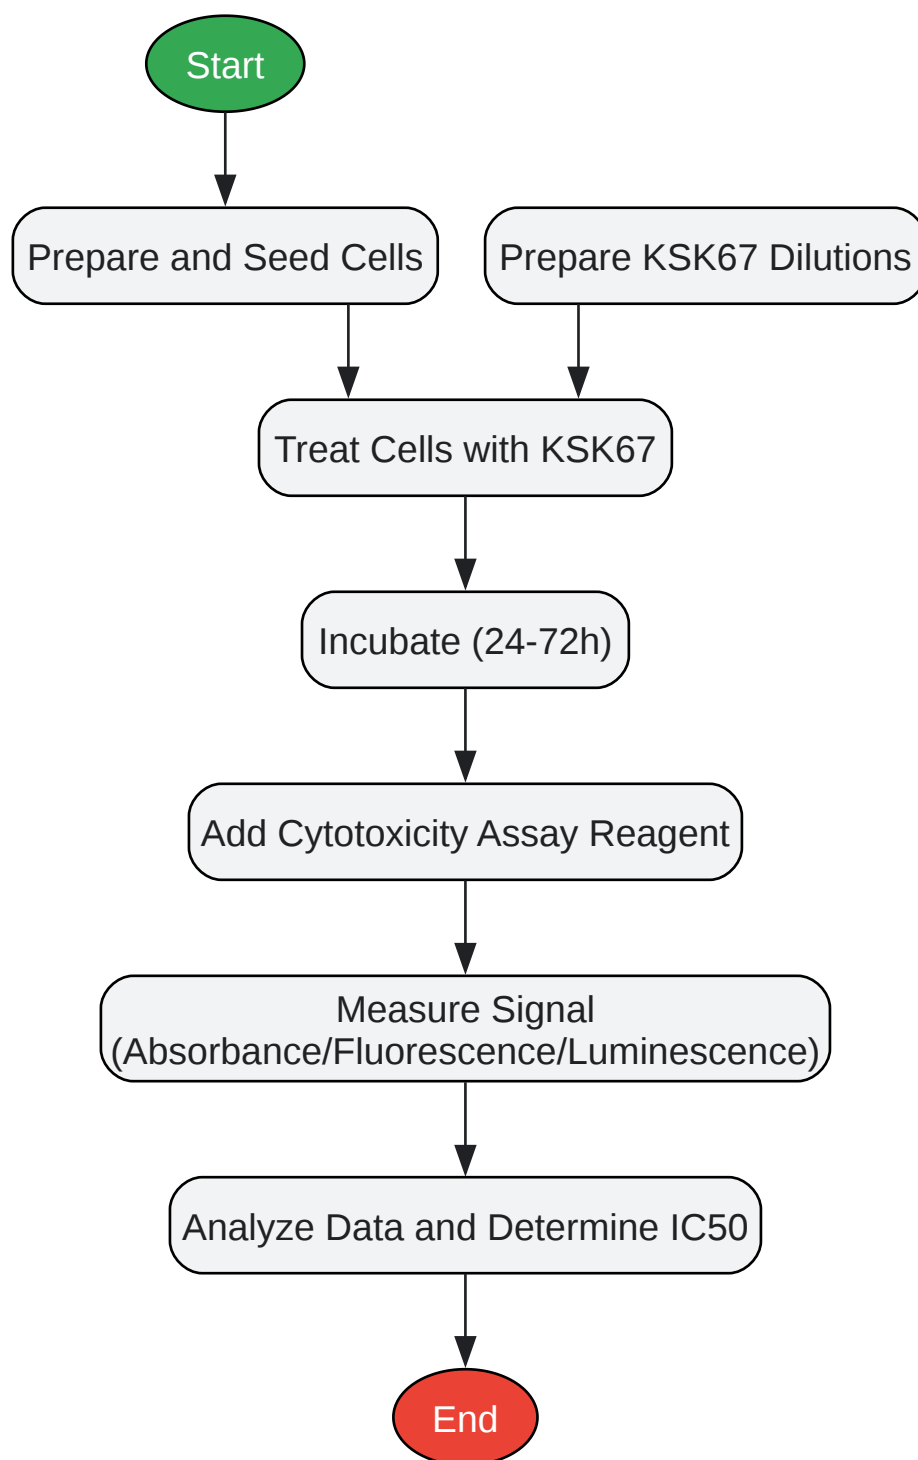 Start
Prepare and Seed Cells
Prepare KSK67 Dilutions
Treat Cells with KSK67
Incubate (24-72h)
Add Cytotoxicity Assay Reagent
Measure Signal
(Absorbance/Fluorescence/Luminescence)
Analyze Data and Determine IC50
End